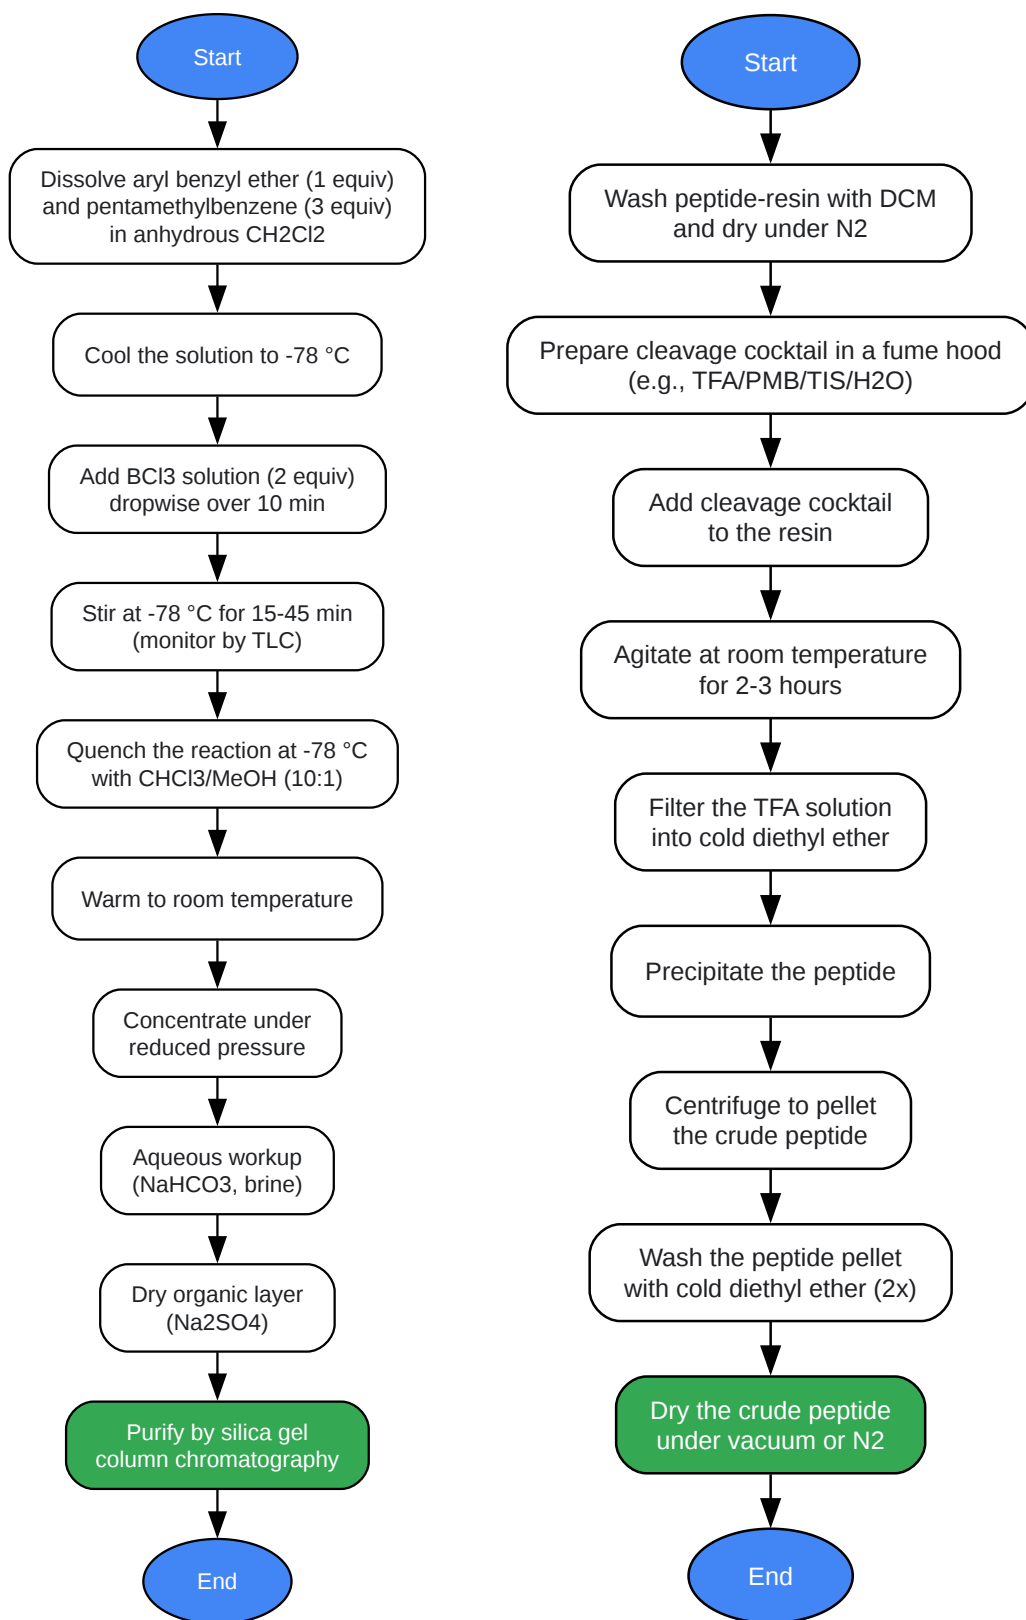 Start
Dissolve aryl benzyl ether (1 equiv)
and pentamethylbenzene (3 equiv)
in anhydrous CH2Cl2
Cool the solution to -78 °C
Add BCl3 solution (2 equiv)
dropwise over 10 min
Stir at -78 °C for 15-45 min
(monitor by TLC)
Quench the reaction at -78 °C
with CHCl3/MeOH (10:1)
Warm to room temperature
Concentrate under
reduced pressure
Aqueous workup
(NaHCO3, brine)
Dry organic layer
(Na2SO4)
Purify by silica gel
column chromatography
End
Start
Wash peptide-resin with DCM
and dry under N2
Prepare cleavage cocktail in a fume hood
(e.g., TFA/PMB/TIS/H2O)
Add cleavage cocktail
to the resin
Agitate at room temperature
for 2-3 hours
Filter the TFA solution
into cold diethyl ether
Precipitate the peptide
Centrifuge to pellet
the crude peptide
Wash the peptide pellet
with cold diethyl ether (2x)
Dry the crude peptide
under vacuum or N2
End